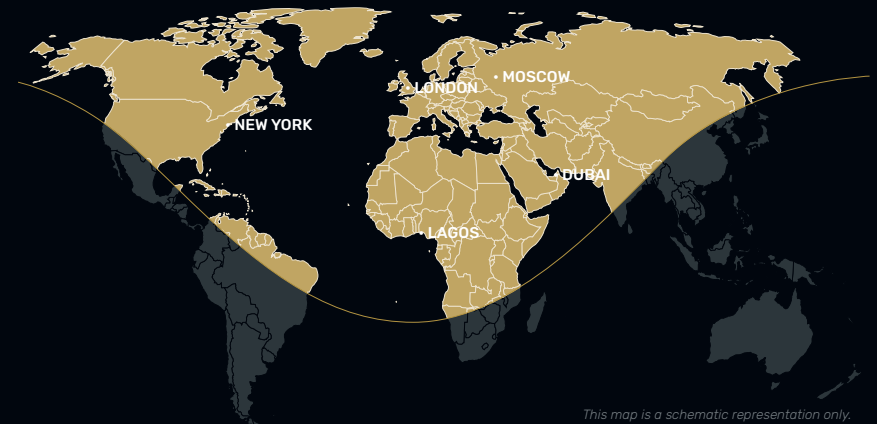 MOSCOW
LONDON
NEW YORK
DUBAI
LAGOS
This map is a schematic representation only.